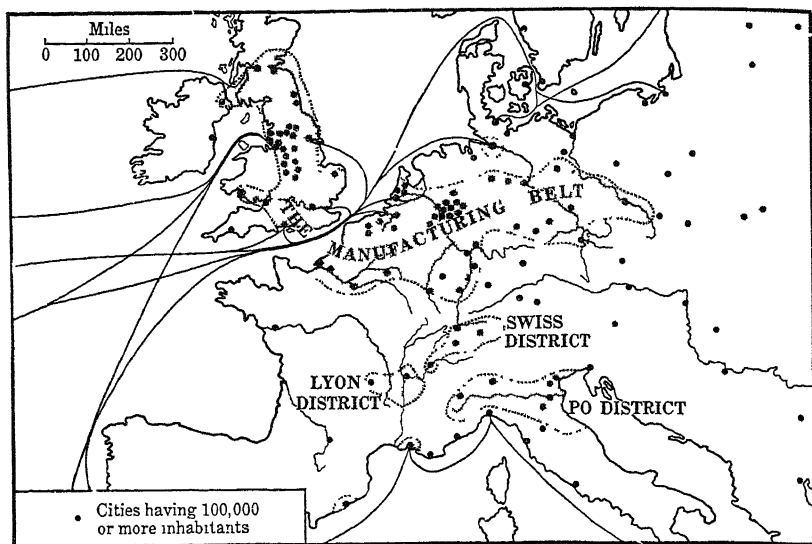 Miles
0 100 200 300
THE MANUFACTURING BELT
SWISS
DISTRICT
LYON
DISTRICT
PO DISTRICT
Cities having 100,000
or more inhabitants